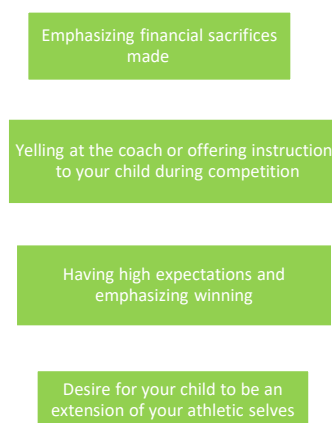 Emphasizing financial sacrifices
made
Yelling at the coach or offering instruction
to your child during competition
Having high expectations and
emphasizing winning
Desire for your child to be an
extension of your athletic selves